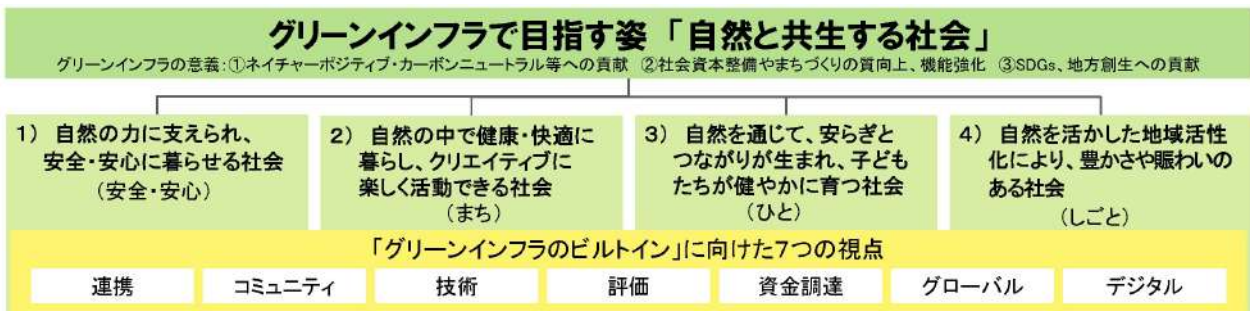 グリーンインフラで目指す姿 「自然と共生する社会」
グリーンインフラの意義：①ネイチャーポジティブ・カーボンニュートラル等への貢献 ②社会資本整備やまちづくりの質向上、機能強化 ③SDGs、地方創生への貢献
1） 自然の力に支えられ、
安全・安心に暮らせる社会
（安全・安心）
2） 自然の中で健康・快適に
暮らし、クリエイティブに
楽しく活動できる社会
（まち）
3） 自然を通じて、安らぎと
つながりが生まれ、子ども
たちが健やかに育つ社会
（ひと）
4） 自然を活かした地域活性
化により、豊かさや賑わいの
ある社会
（しごと）
「グリーンインフラのビルトイン」に向けた7つの視点
連携
コミュニティ
技術
評価
資金調達
グローバル
デジタル